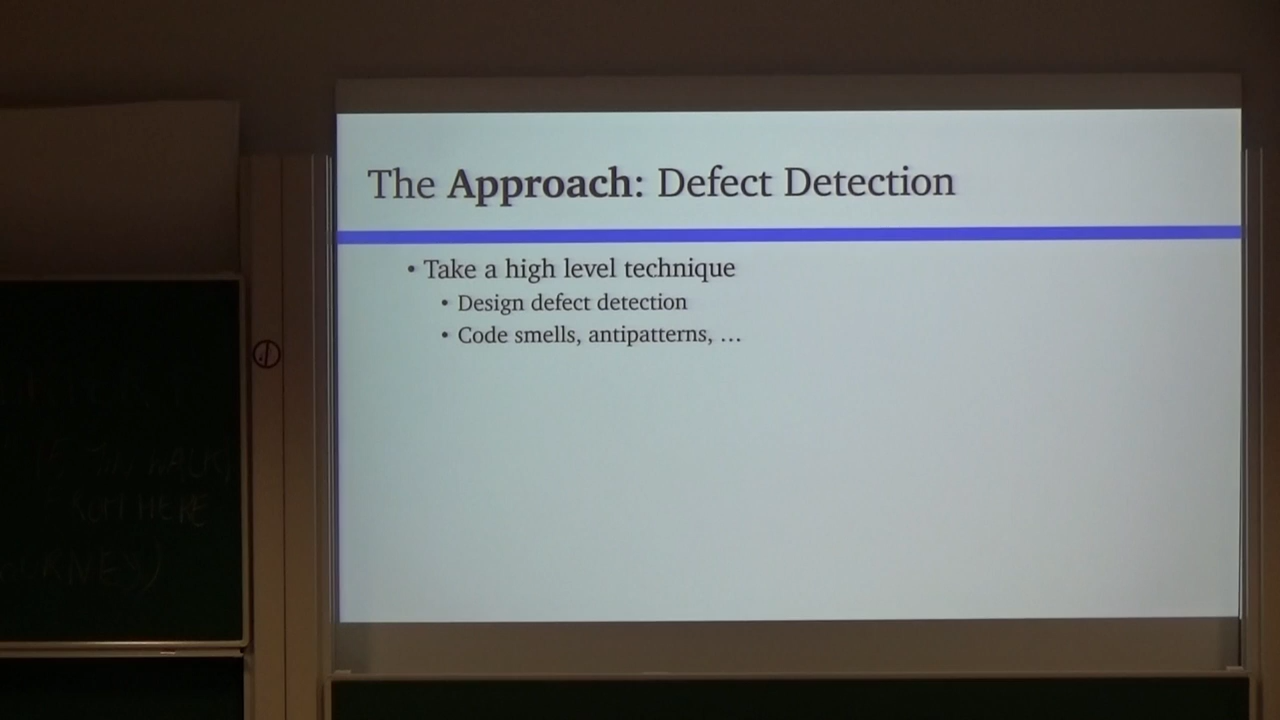 The Approach: Defect Detection
• Take a high level technique
• Design defect detection
• Code smells, antipatterns, …